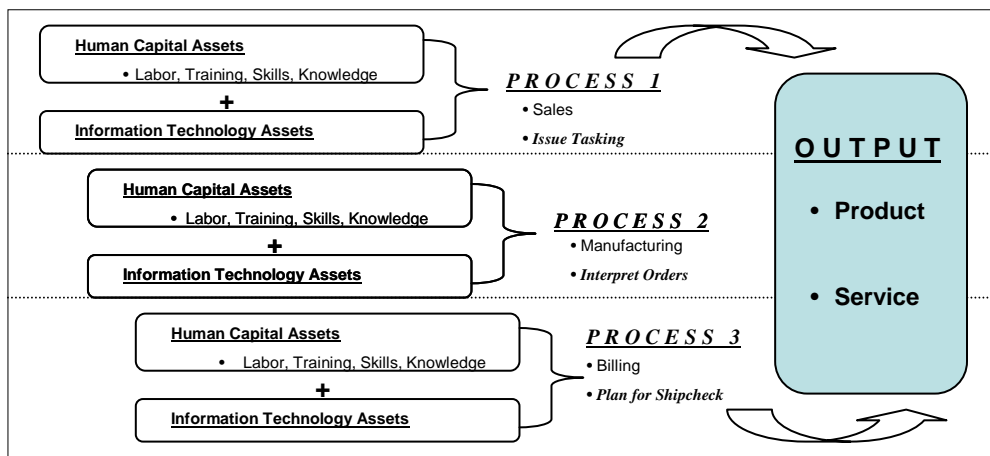 Human Capital Assets
• Labor, Training, Skills, Knowledge
+
Information Technology Assets
PROCESS 1
• Sales
• Issue Tasking
Human Capital Assets
• Labor, Training, Skills, Knowledge
+
Information Technology Assets
PROCESS 2
• Manufacturing
• Interpret Orders
Human Capital Assets
• Labor, Training, Skills, Knowledge
+
Information Technology Assets
PROCESS 3
• Billing
• Plan for Shipcheck
OUTPUT
• Product
• Service